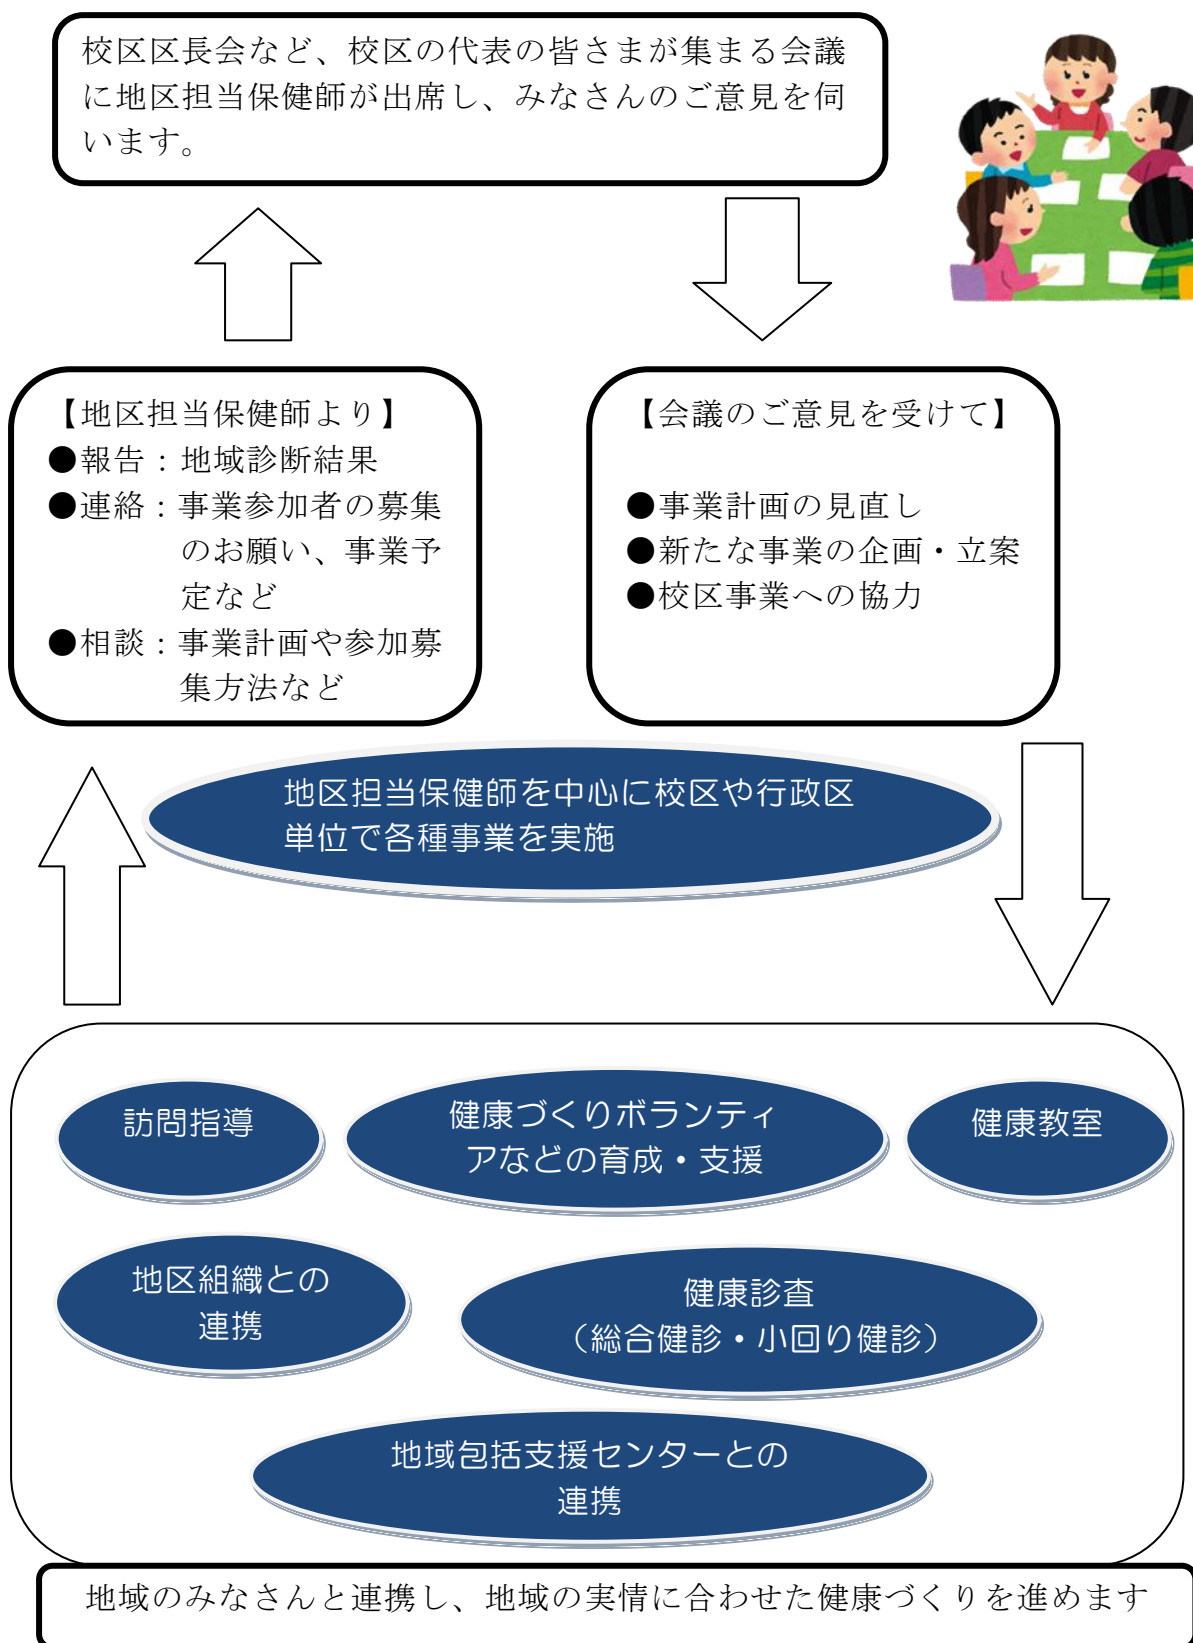 校区区長会など、校区の代表の皆さまが集まる会議
に地区担当保健師が出席し、みなさんのご意見を伺
います。
【地区担当保健師より】
●報告：地域診断結果
●連絡：事業参加者の募集
のお願い、事業予
定など
●相談：事業計画や参加募
集方法など
【会議のご意見を受けて】
●事業計画の見直し
●新たな事業の企画・立案
●校区事業への協力
地区担当保健師を中心に校区や行政区
単位で各種事業を実施
訪問指導
健康づくりボランティ
アなどの育成・支援
健康教室
地区組織との
連携
健康診査
（総合健診・小回り健診）
地域包括支援センターとの
連携
地域のみなさんと連携し、地域の実情に合わせた健康づくりを進めます